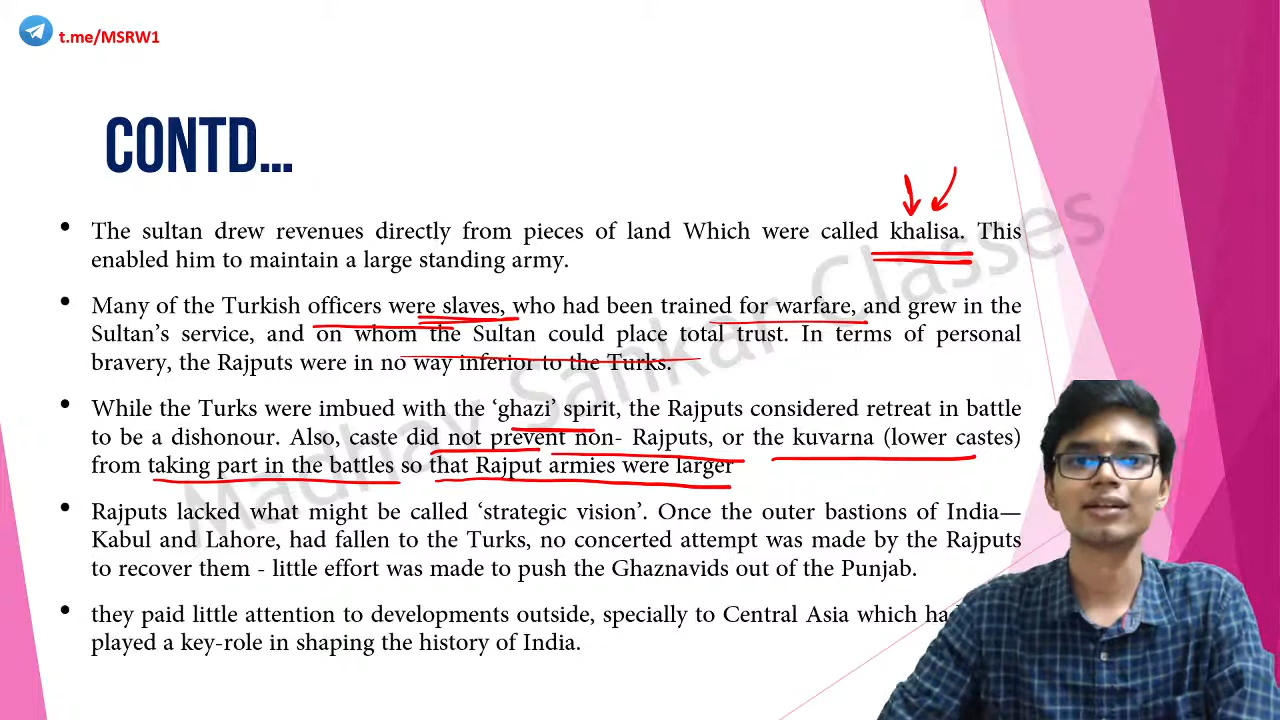 t.me/MSRW1
CONTD...
• The sultan drew revenues directly from pieces of land Which were called khalisa. This
enabled him to maintain a large standing army.
• Many of the Turkish officers were slaves, who had been trained for warfare, and grew in the
Sultan's service, and on whom the Sultan could place total trust. In terms of personal
bravery, the Rajputs were in no way inferior to the Turks.
• While the Turks were imbued with the ‘ghazi’ spirit, the Rajputs considered retreat in battle
to be a dishonour. Also, caste did not prevent non- Rajputs, or the kuvarna (lower castes)
from taking part in the battles so that Rajput armies were larger
• Rajputs lacked what might be called ‘strategic vision’. Once the outer bastions of India—
Kabul and Lahore, had fallen to the Turks, no concerted attempt was made by the Rajputs
to recover them - little effort was made to push the Ghaznavids out of the Punjab.
• they paid little attention to developments outside, specially to Central Asia which had
played a key-role in shaping the history of India.
Madhav Sankar Classes